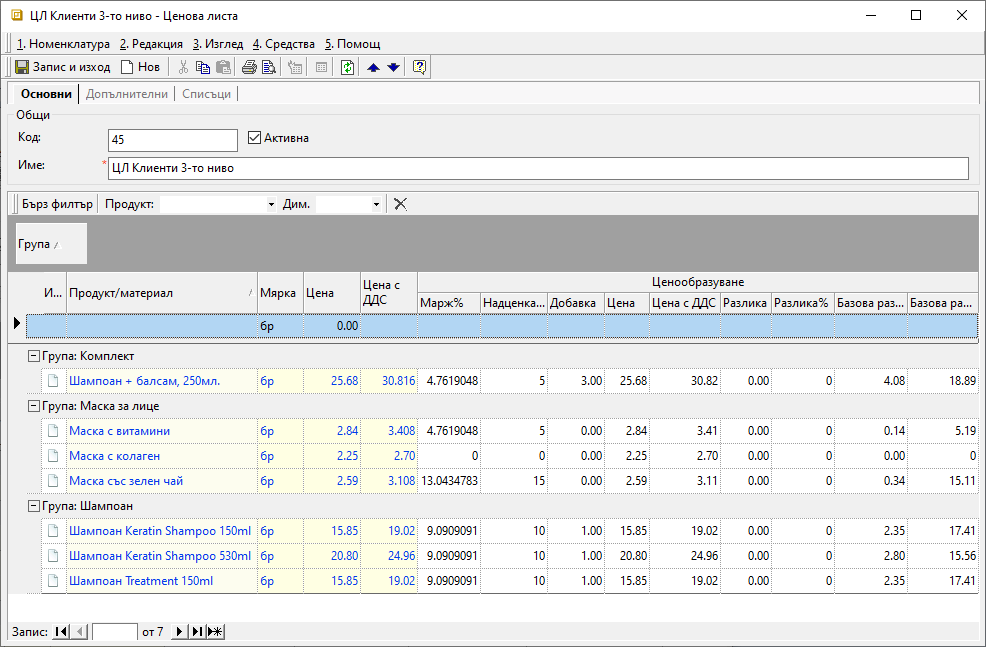 ЦЛ Клиенти 3-то ниво - Ценова листа
1. Номенклатура 2. Редакция 3. Изглед 4. Средства 5. Помощ
Запис и изход Нов
Основни Допълнителни Списъци
Общи
Код: 45 Активна
Име: * ЦЛ Клиенти 3-то ниво
Бърз филтър Продукт: Дим.
Група
Ценообразуване
И... Продукт/материал Мярка Цена Цена с ДДС Марж% Надценка... Добавка Цена Цена с ДДС Разлика Разлика% Базова раз... Базова ра...
бр 0.00
Група: Комплект
Шампоан + балсам, 250мл. бр 25.68 30.816 4.7619048 5 3.00 25.68 30.82 0.00 0 4.08 18.89
Група: Маска за лице
Маска с витамини бр 2.84 3.408 4.7619048 5 0.00 2.84 3.41 0.00 0 0.14 5.19
Маска с колаген бр 2.25 2.70 0 0 0.00 2.25 2.70 0.00 0 0.00 0
Маска със зелен чай бр 2.59 3.108 13.0434783 15 0.00 2.59 3.11 0.00 0 0.34 15.11
Група: Шампоан
Шампоан Keratin Shampoo 150ml бр 15.85 19.02 9.0909091 10 1.00 15.85 19.02 0.00 0 2.35 17.41
Шампоан Keratin Shampoo 530ml бр 20.80 24.96 9.0909091 10 1.00 20.80 24.96 0.00 0 2.80 15.56
Шампоан Treatment 150ml бр 15.85 19.02 9.0909091 10 1.00 15.85 19.02 0.00 0 2.35 17.41
Запис: от 7